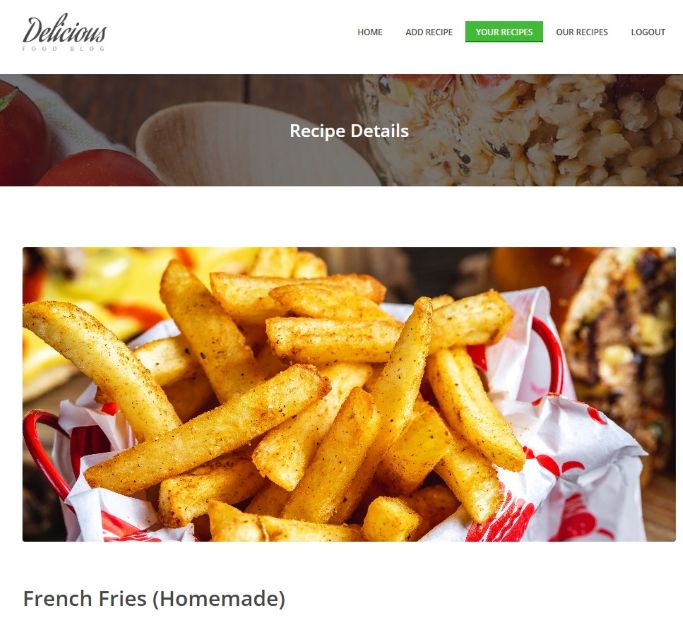 Delicious
FOOD BLOG
HOME
ADD RECIPE
YOUR RECIPES
OUR RECIPES
LOGOUT
Recipe Details
French Fries (Homemade)